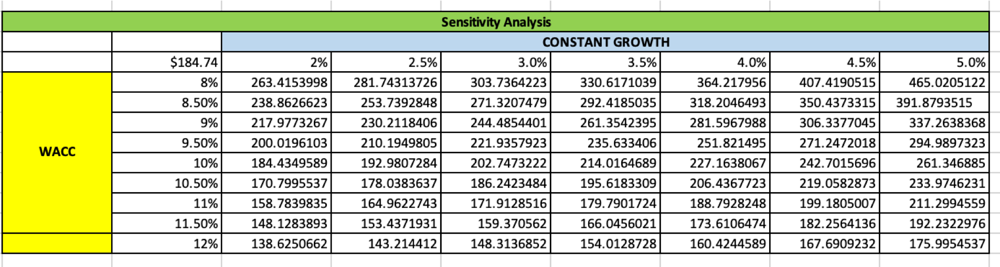 Sensitivity Analysis
CONSTANT GROWTH
$184.74 2% 2.5% 3.0% 3.5% 4.0% 4.5% 5.0%
8% 263.4153998 281.74313726 303.7364223 330.6171039 364.217956 407.4190515 465.0205122
8.50% 238.8626623 253.7392848 271.3207479 292.4185035 318.2046493 350.4373315 391.8793515
9% 217.9773267 230.2118406 244.4854401 261.3542395 281.5967988 306.3377045 337.2638368
WACC 9.50% 200.0196103 210.1949805 221.9357923 235.633406 251.821495 271.2472018 294.9897323
10% 184.4349589 192.9807284 202.7473222 214.0164689 227.1638067 242.7015696 261.346885
10.50% 170.7995537 178.0383637 186.2423484 195.6183309 206.4367723 219.0582873 233.9746231
11% 158.7839835 164.9622743 171.9128516 179.7901724 188.7928248 199.1805007 211.2994559
11.50% 148.1283893 153.4371931 159.370562 166.0456021 173.6106474 182.2564136 192.2322976
12% 138.6250662 143.214412 148.3136852 154.0128728 160.4244589 167.6909232 175.9954537